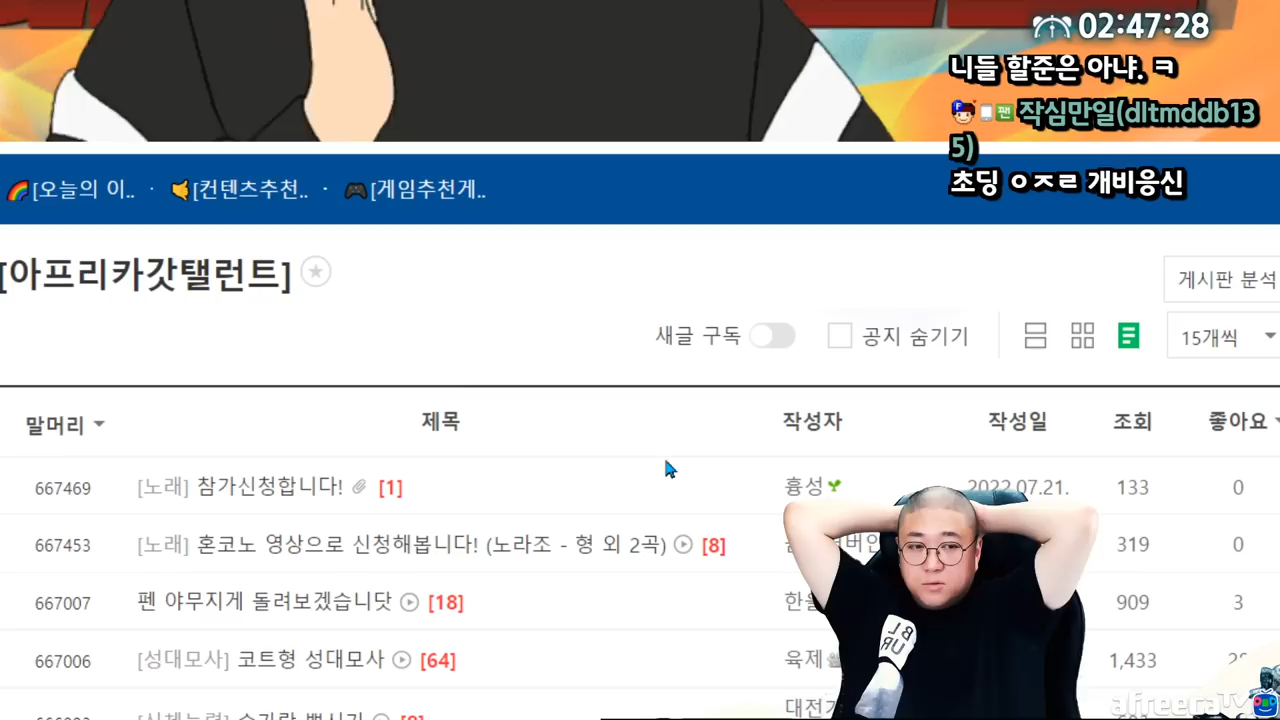 02:47:28
니들 할준은 아냐. ㅋ
작심만일(dltmddb13
5)
초딩 ㅇㅈㄹ 개비응신
[오늘의 이.. · [컨텐츠추천.. · [게임추천게..
[아프리카갓탤런트]
게시판 분석
새글 구독 공지 숨기기 15개씩
말머리 제목 작성자 작성일 조회 좋아요
667469 [노래] 참가신청합니다! [1] 흉성 2022.07.21. 133 0
667453 [노래] 혼코노 영상으로 신청해봅니다! (노라조 - 형 외 2곡) [8] 319 0
667007 펜 야무지게 돌려보겠습니닷 [18] 909 3
667006 [성대모사] 코트형 성대모사 [64] 육제 1,433
afreecaTV